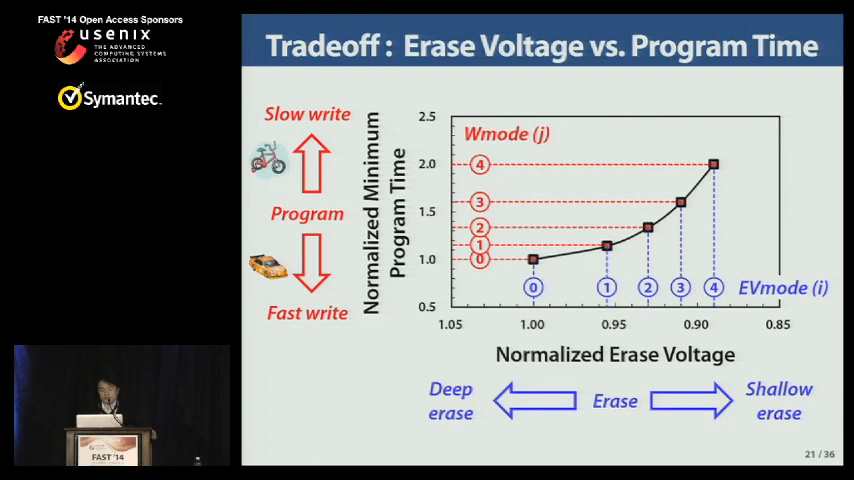 FAST '14 Open Access Sponsors
usenix
THE ADVANCED
COMPUTING SYSTEMS
ASSOCIATION
Symantec.
Tradeoff : Erase Voltage vs. Program Time
Slow write
Program
Fast write
Normalized Minimum
Program Time
2.5
2.0
1.5
1.0
0.5
Wmode (j)
4
3
2
1
0
0
1
2
3
4
EVmode (i)
1.05
1.00
0.95
0.90
0.85
Normalized Erase Voltage
Deep
erase
Erase
Shallow
erase
21 / 36
FAST '14